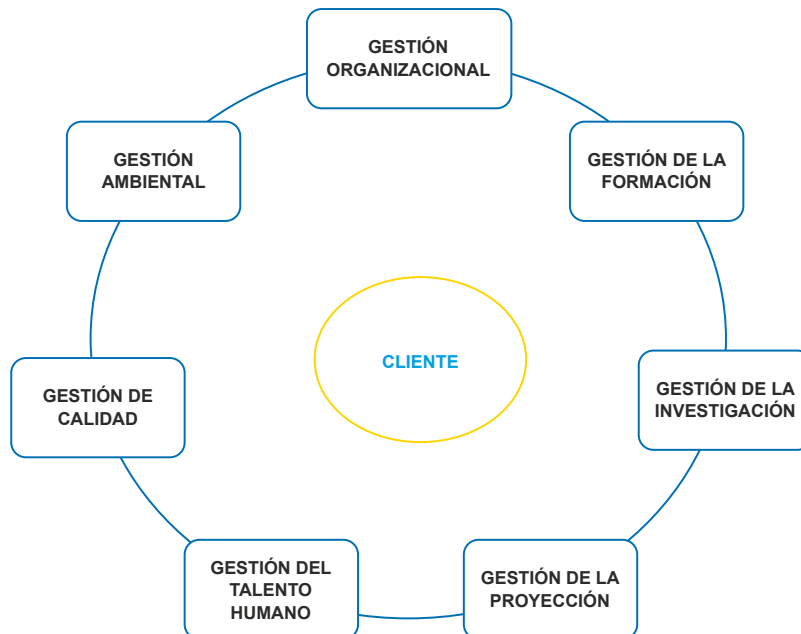 GESTIÓN
ORGANIZACIONAL
GESTIÓN DE LA
FORMACIÓN
GESTIÓN DE LA
INVESTIGACIÓN
GESTIÓN DE LA
PROYECCIÓN
GESTIÓN DEL
TALENTO
HUMANO
GESTIÓN DE
CALIDAD
GESTIÓN
AMBIENTAL
CLIENTE